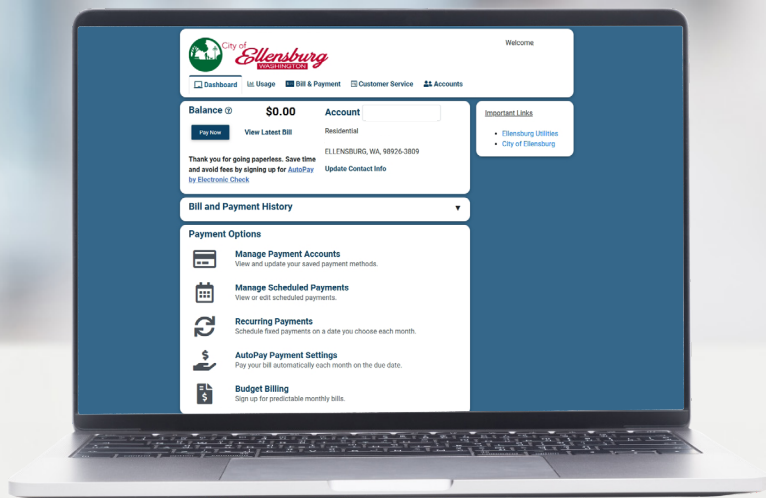 City of
Ellensburg
WASHINGTON
Welcome
Dashboard Usage Bill & Payment Customer Service Accounts
Balance $0.00
Pay Now View Latest Bill
Thank you for going paperless. Save time
and avoid fees by signing up for AutoPay
by Electronic Check
Account
Residential
ELLENSBURG, WA, 98926-3809
Update Contact Info
Important Links
Ellensburg Utilities
City of Ellensburg
Bill and Payment History
Payment Options
Manage Payment Accounts
View and update your saved payment methods.
Manage Scheduled Payments
View or edit scheduled payments.
Recurring Payments
Schedule fixed payments on a date you choose each month.
AutoPay Payment Settings
Pay your bill automatically each month on the due date.
Budget Billing
Sign up for predictable monthly bills.